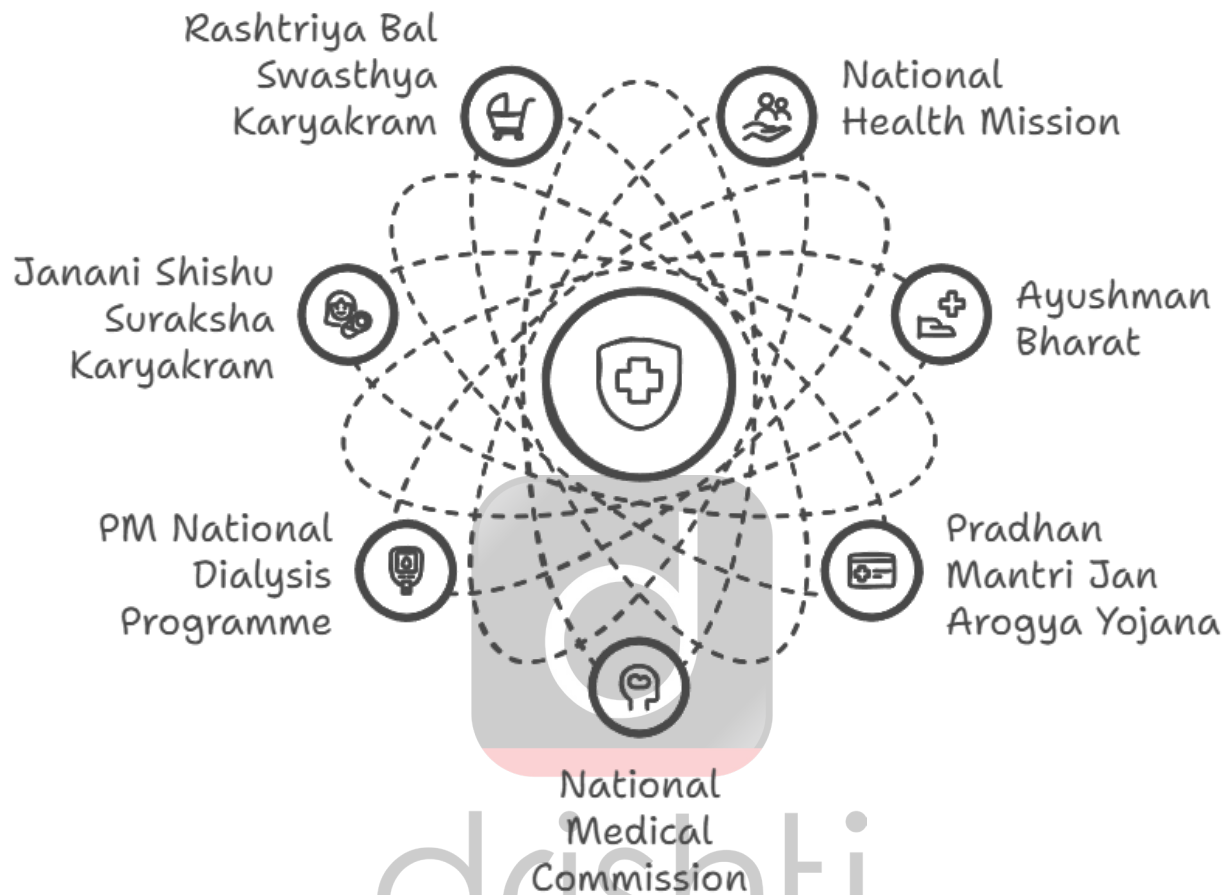 Rashtriya Bal
Swasthya
Karyakram
National
Health Mission
Janani Shishu
Suraksha
Karyakram
Ayushman
Bharat
PM National
Dialysis
Programme
Pradhan
Mantri Jan
Arogya Yojana
National
Medical
Commission
drishti